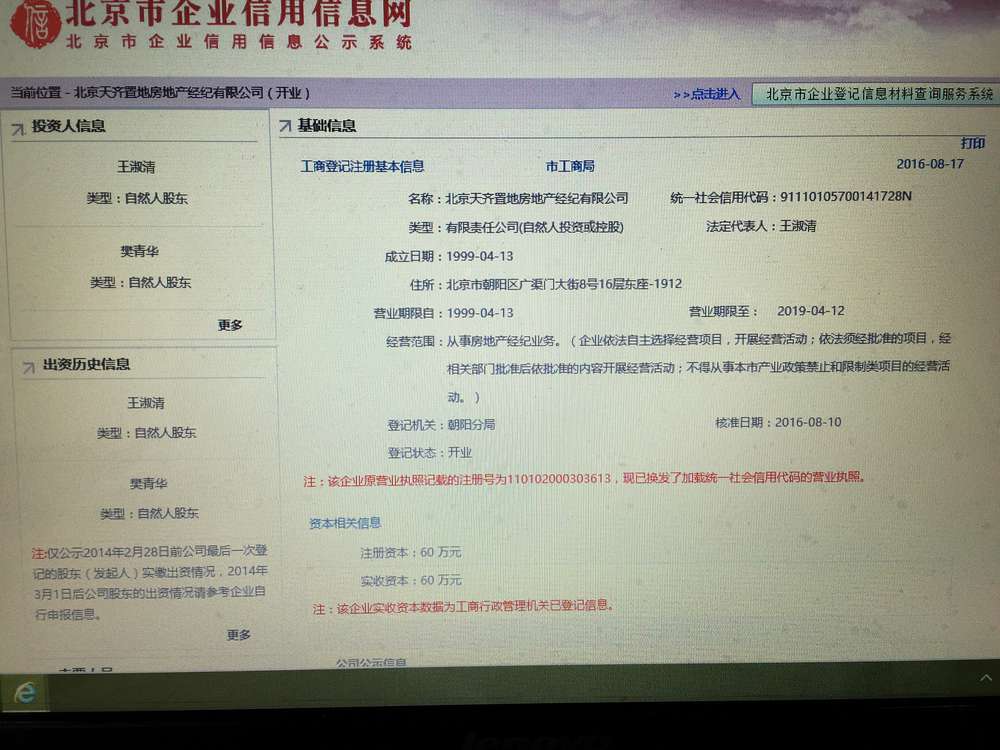 信
北京市企业信用信息网
北京市企业信用信息公示系统
当前位置 - 北京天齐置地房地产经纪有限公司（开业）
>>点击进入
北京市企业登记信息材料查询服务系统
投资人信息
王淑清
类型：自然人股东
樊青华
类型：自然人股东
更多
出资历史信息
王淑清
类型：自然人股东
樊青华
类型：自然人股东
注:仅公示2014年2月28日前公司最后一次登
记的股东（发起人）实缴出资情况，2014年
3月1日后公司股东的出资情况请参考企业自
行申报信息。
更多
基础信息
打印
工商登记注册基本信息 市工商局 2016-08-17
名称：北京天齐置地房地产经纪有限公司 统一社会信用代码：91110105700141728N
类型：有限责任公司(自然人投资或控股) 法定代表人：王淑清
成立日期：1999-04-13
住所：北京市朝阳区广渠门大街8号16层东座-1912
营业期限自：1999-04-13 营业期限至： 2019-04-12
经营范围：从事房地产经纪业务。（企业依法自主选择经营项目，开展经营活动；依法须经批准的项目，经
相关部门批准后依批准的内容开展经营活动；不得从事本市产业政策禁止和限制类项目的经营活
动。）
登记机关：朝阳分局 核准日期：2016-08-10
登记状态：开业
注：该企业原营业执照记载的注册号为110102000303613，现已换发了加载统一社会信用代码的营业执照。
资本相关信息
注册资本：60 万元
实收资本：60 万元
注：该企业实收资本数据为工商行政管理机关已登记信息。
公司公示信息